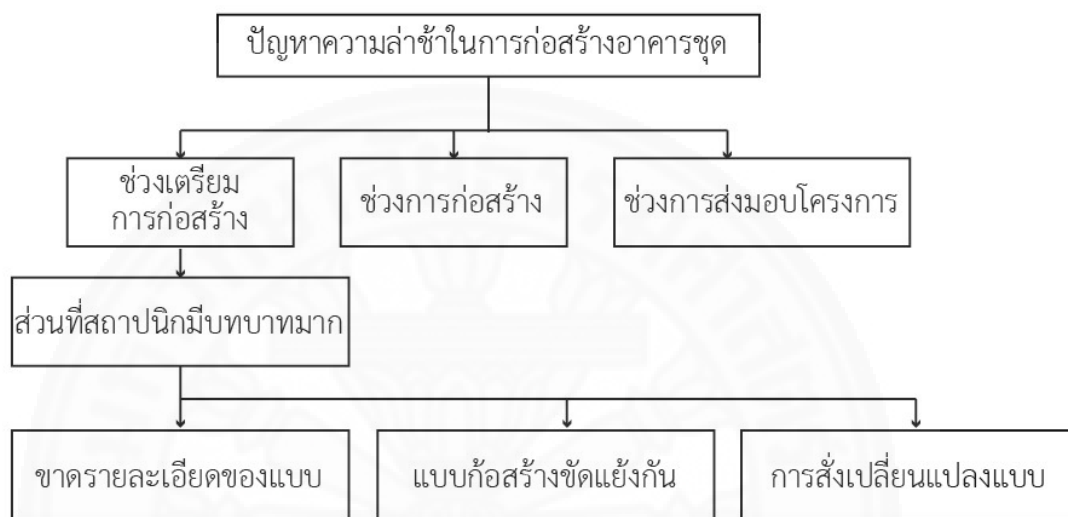 ปัญหาความล่าช้าในการก่อสร้างอาคารชุด
ช่วงเตรียม
การก่อสร้าง
ช่วงการก่อสร้าง
ช่วงการส่งมอบโครงการ
ส่วนที่สถาปนิกมีบทบาทมาก
ขาดรายละเอียดของแบบ
แบบก้อสร้างขัดแย้งกัน
การสั่งเปลี่ยนแปลงแบบ